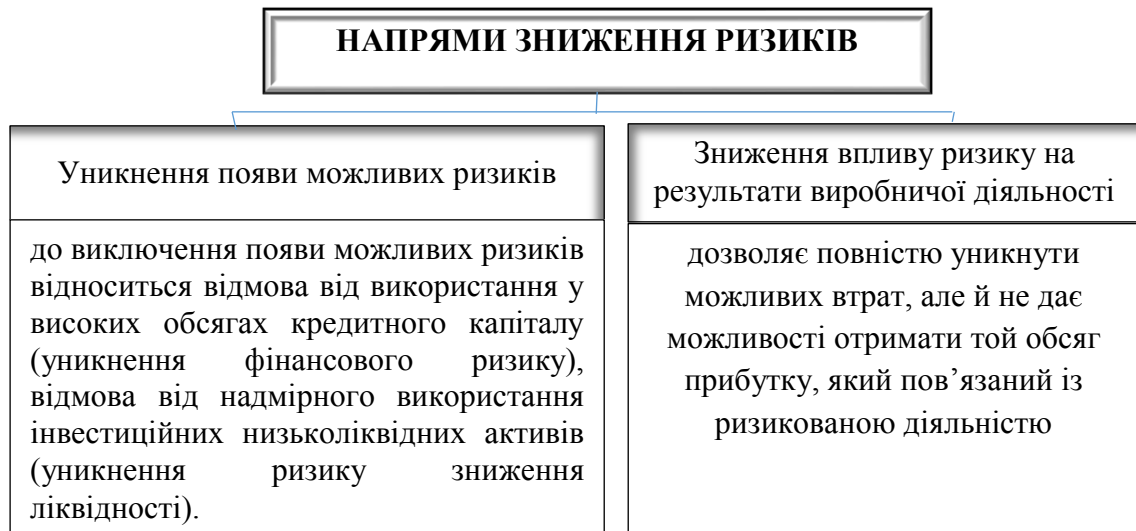 НАПРЯМИ ЗНИЖЕННЯ РИЗИКІВ
Уникнення появи можливих ризиків
до виключення появи можливих ризиків
відноситься відмова від використання у
високих обсягах кредитного капіталу
(уникнення фінансового ризику),
відмова від надмірного використання
інвестиційних низьколіквідних активів
(уникнення ризику зниження
ліквідності).
Зниження впливу ризику на
результати виробничої діяльності
дозволяє повністю уникнути
можливих втрат, але й не дає
можливості отримати той обсяг
прибутку, який пов’язаний із
ризикованою діяльністю